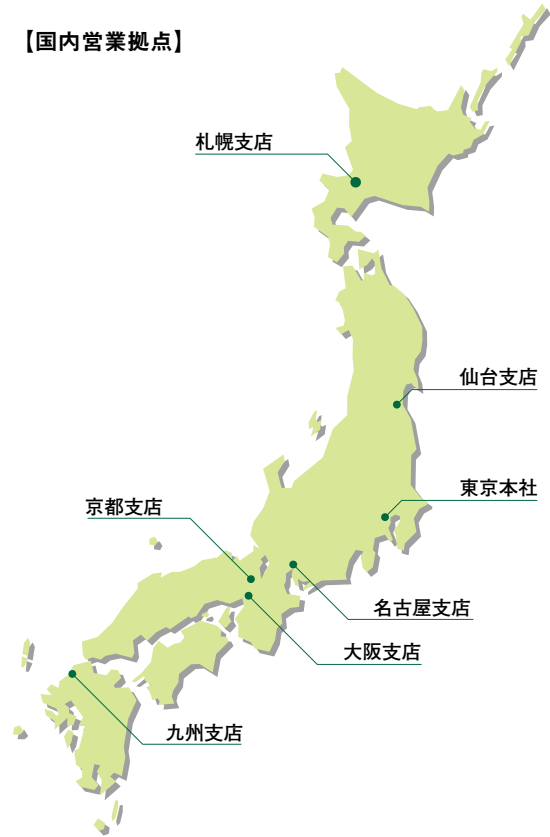 【国内営業拠点】
札幌支店
仙台支店
東京本社
京都支店
名古屋支店
大阪支店
九州支店